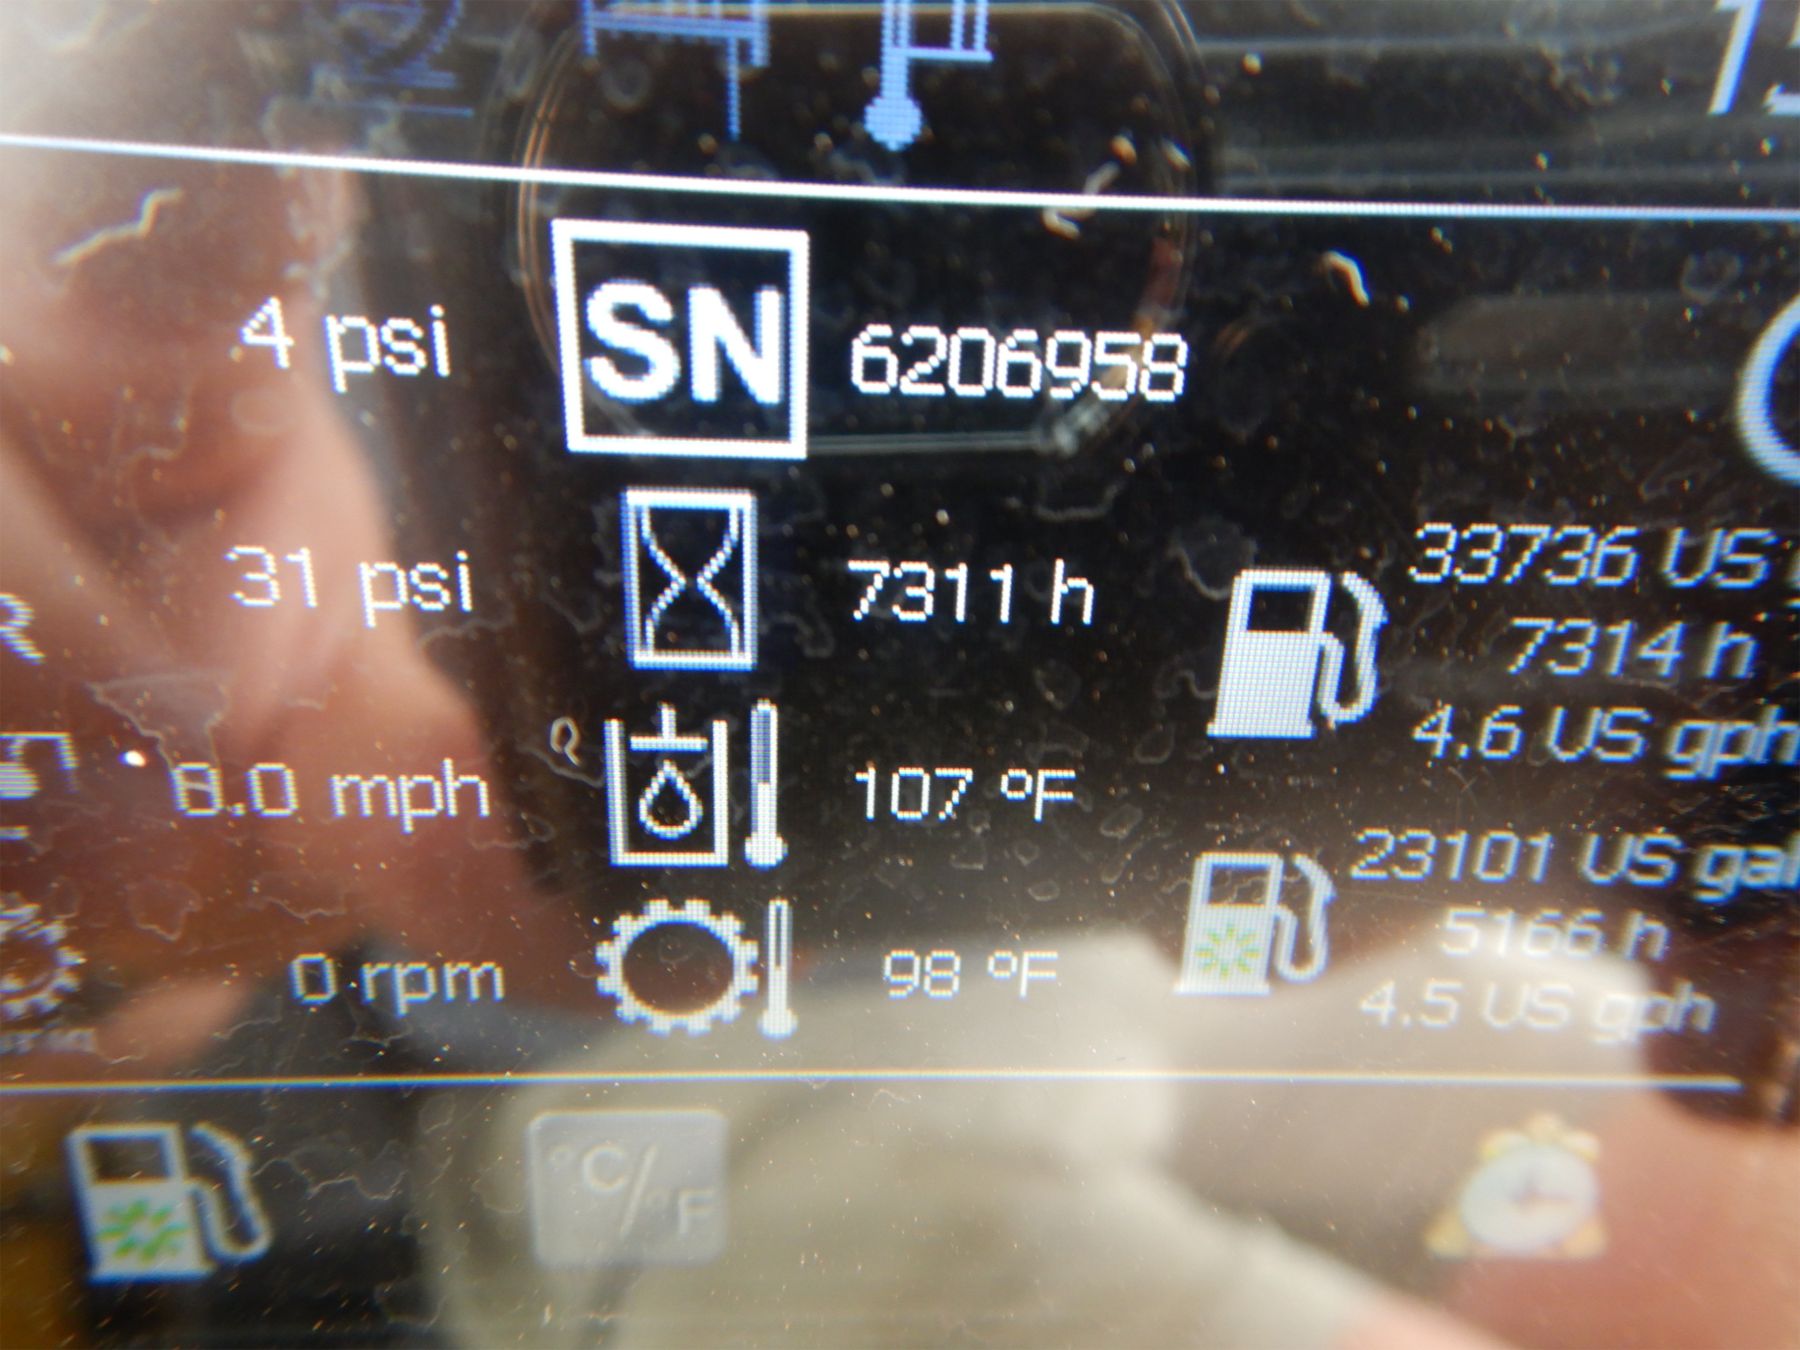 4 psi
SN 6206958
31 psi
7311 h
33736 US
7314 h
4.6 US gph
8.0 mph
107 °F
23101 US gal
5166 h
4.5 US gph
0 rpm
98 °F
°C/°F